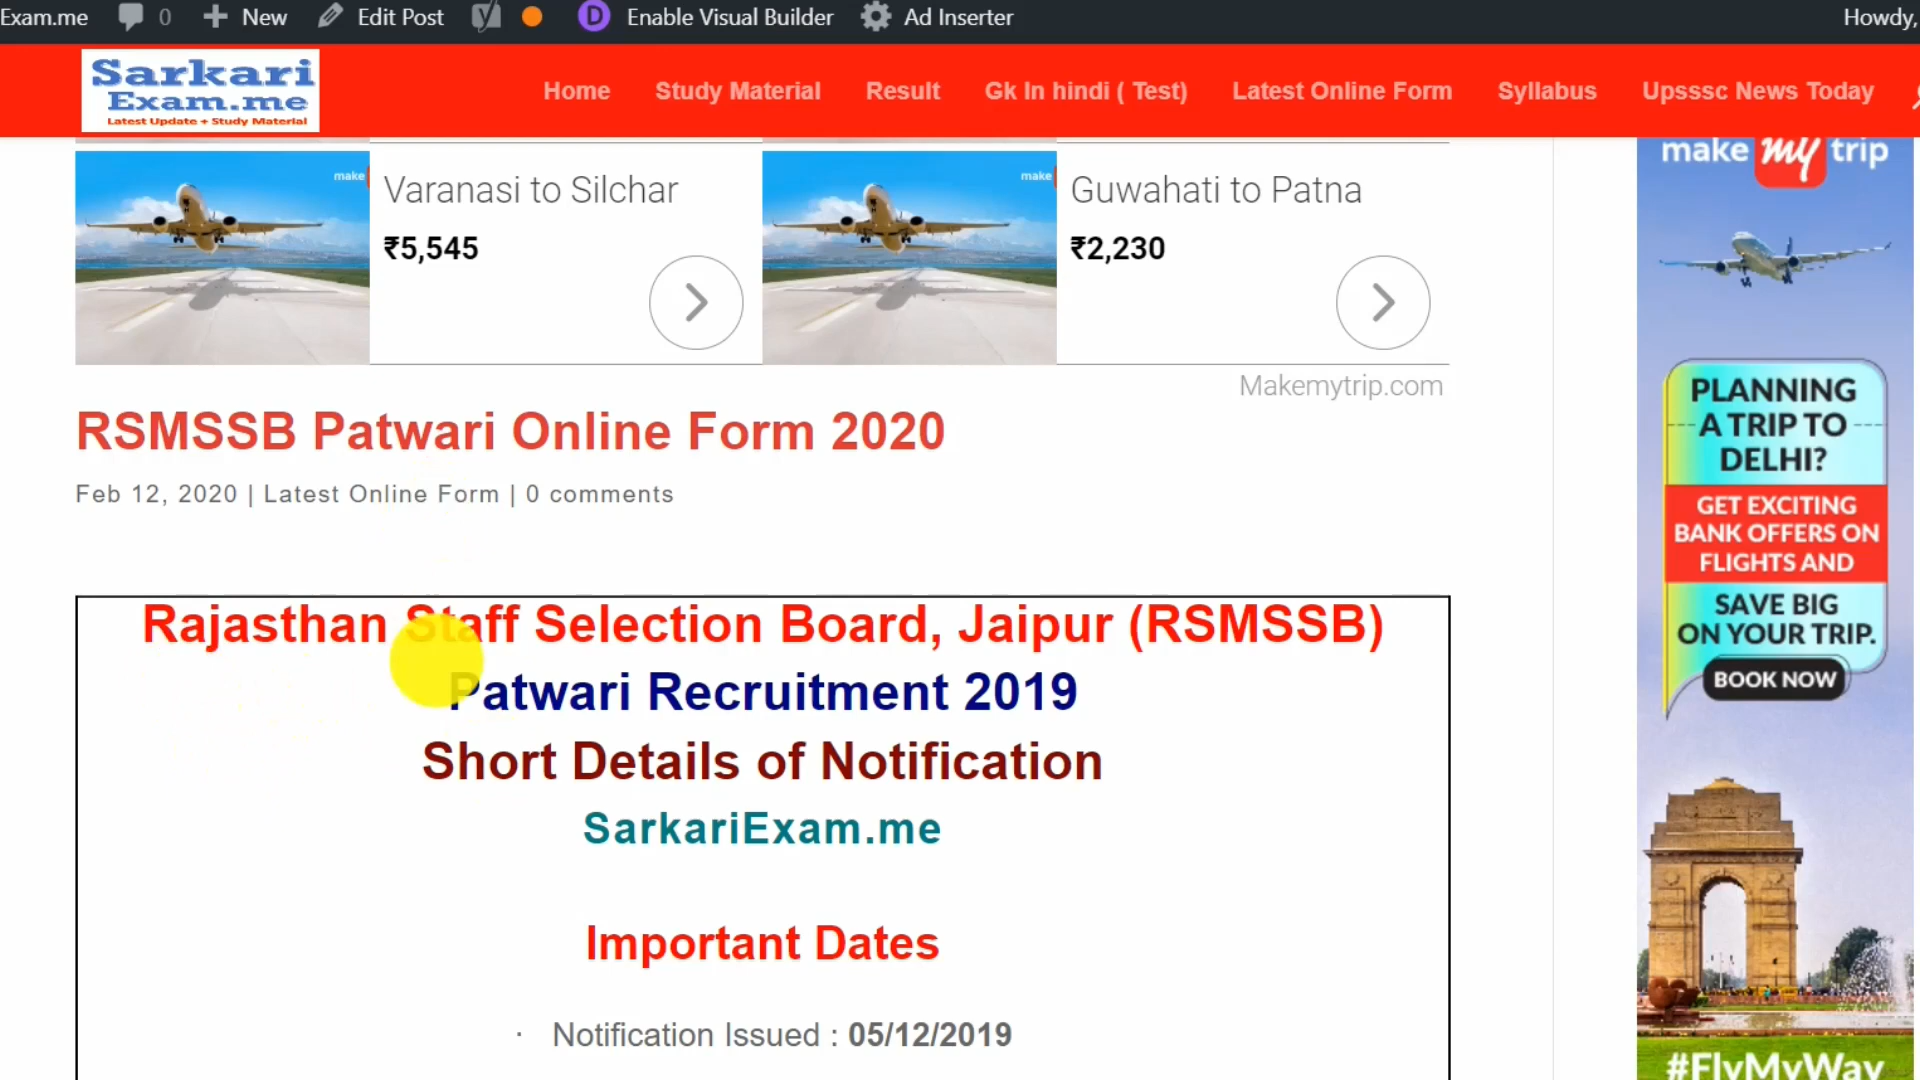 Exam.me 0 New Edit Post Enable Visual Builder Ad Inserter Howdy,
Sarkari
Exam.me
Latest Update + Study Material
Home Study Material Result Gk In hindi ( Test) Latest Online Form Syllabus Upsssc News Today
make
Varanasi to Silchar
₹5,545
make
Guwahati to Patna
₹2,230
Makemytrip.com
RSMSSB Patwari Online Form 2020
Feb 12, 2020 | Latest Online Form | 0 comments
Rajasthan Staff Selection Board, Jaipur (RSMSSB)
Patwari Recruitment 2019
Short Details of Notification
SarkariExam.me
Important Dates
· Notification Issued : 05/12/2019
make my trip
PLANNING
A TRIP TO
DELHI?
GET EXCITING
BANK OFFERS ON
FLIGHTS AND
SAVE BIG
ON YOUR TRIP.
BOOK NOW
#FlyMyWay